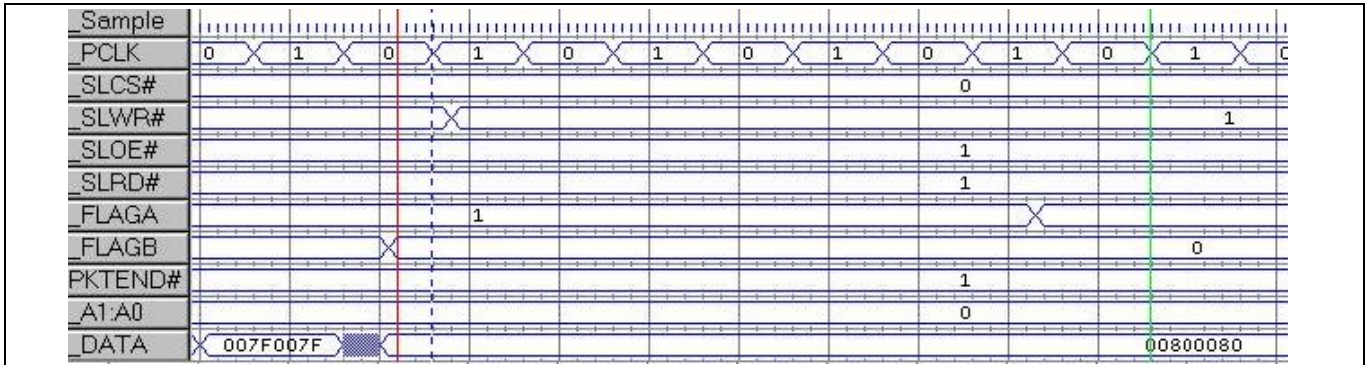 _Sample
_PCLK 0 1 0 1 0 1 0 1 0 1 0 1 0
_SLCS# 0
_SLWR# 1
_SLOE# 1
_SLRD# 1
_FLAGA 1
_FLAGB 0
PKTEND# 1
_A1:A0 0
_DATA 007F007F 00800080